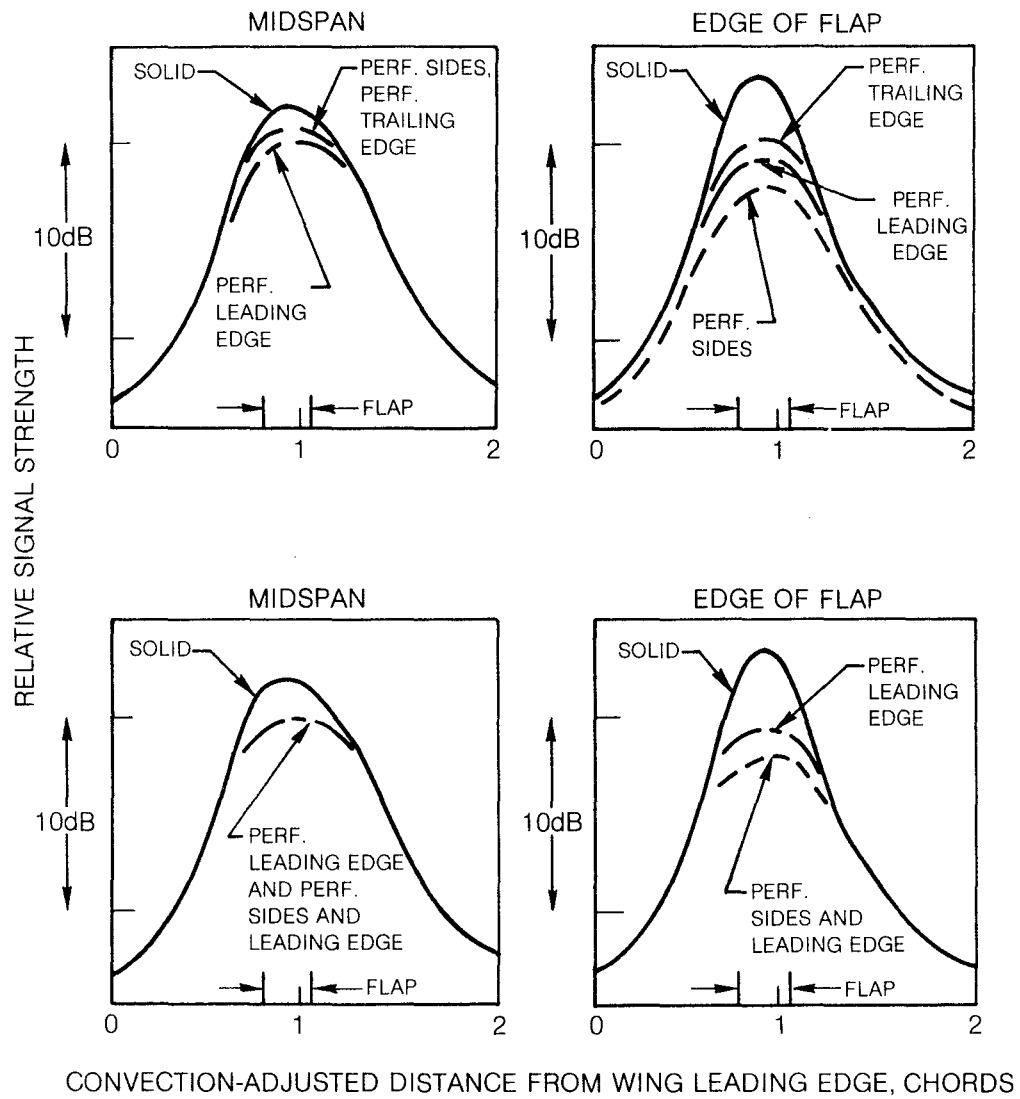 MIDSPAN
SOLID
PERF. SIDES,
PERF.
TRAILING
EDGE
10dB
PERF.
LEADING
EDGE
FLAP
0
1
2
EDGE OF FLAP
SOLID
PERF.
TRAILING
EDGE
10dB
PERF.
LEADING
EDGE
PERF.
SIDES
FLAP
0
1
2
RELATIVE SIGNAL STRENGTH
MIDSPAN
SOLID
10dB
PERF.
LEADING EDGE
AND PERF.
SIDES AND
LEADING EDGE
FLAP
0
1
2
EDGE OF FLAP
SOLID
PERF.
LEADING
EDGE
10dB
PERF.
SIDES AND
LEADING EDGE
FLAP
0
1
2
CONVECTION-ADJUSTED DISTANCE FROM WING LEADING EDGE, CHORDS